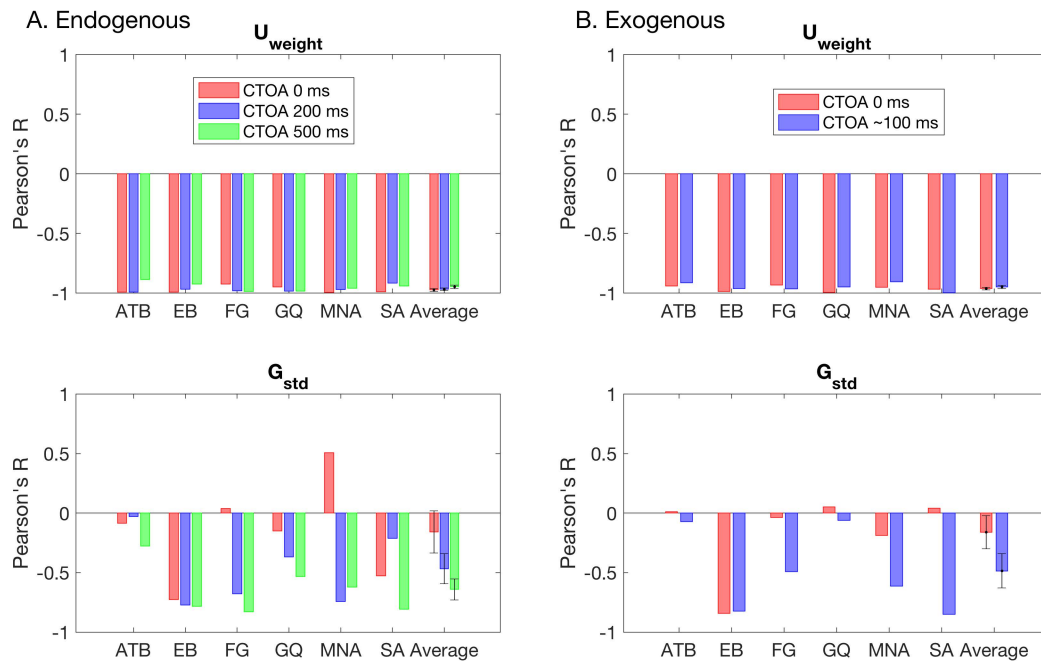 A. Endogenous
U_weight
1
0.5
0
-0.5
-1
Pearson's R
CTOA 0 ms
CTOA 200 ms
CTOA 500 ms
ATB EB FG GQ MNA SA Average
B. Exogenous
U_weight
1
0.5
0
-0.5
-1
Pearson's R
CTOA 0 ms
CTOA ~100 ms
ATB EB FG GQ MNA SA Average
G_std
1
0.5
0
-0.5
-1
Pearson's R
ATB EB FG GQ MNA SA Average
G_std
1
0.5
0
-0.5
-1
Pearson's R
ATB EB FG GQ MNA SA Average